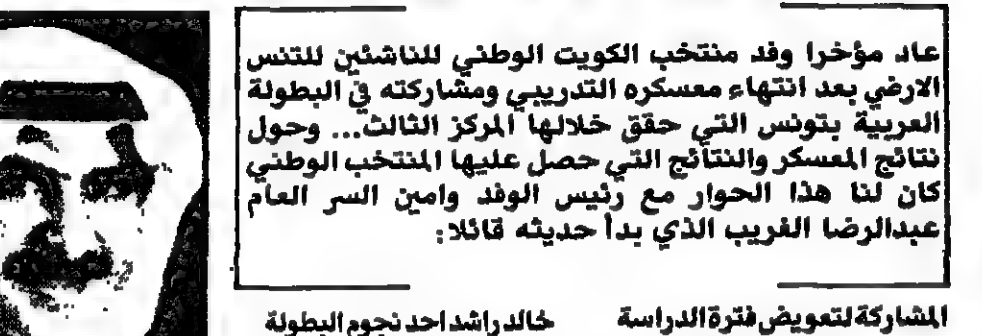 عاد مؤخرا وفد منتخب الكويت الوطني للناشئين للتنس
الارضي بعد انتهاء معسكره التدريبي ومشاركته في البطولة
العربية بتونس التي حقق خلالها المركز الثالث... وحول
نتائج المعسكر والنتائج التي حصل عليها المنتخب الوطني
كان لنا هذا الحوار مع رئيس الوفد وامين السر العام
عبدالرضا الغريب الذي بدأ حديثه قائلا:
المشاركة لتعويض فترة الدراسة
خالد راشد احد نجوم البطولة